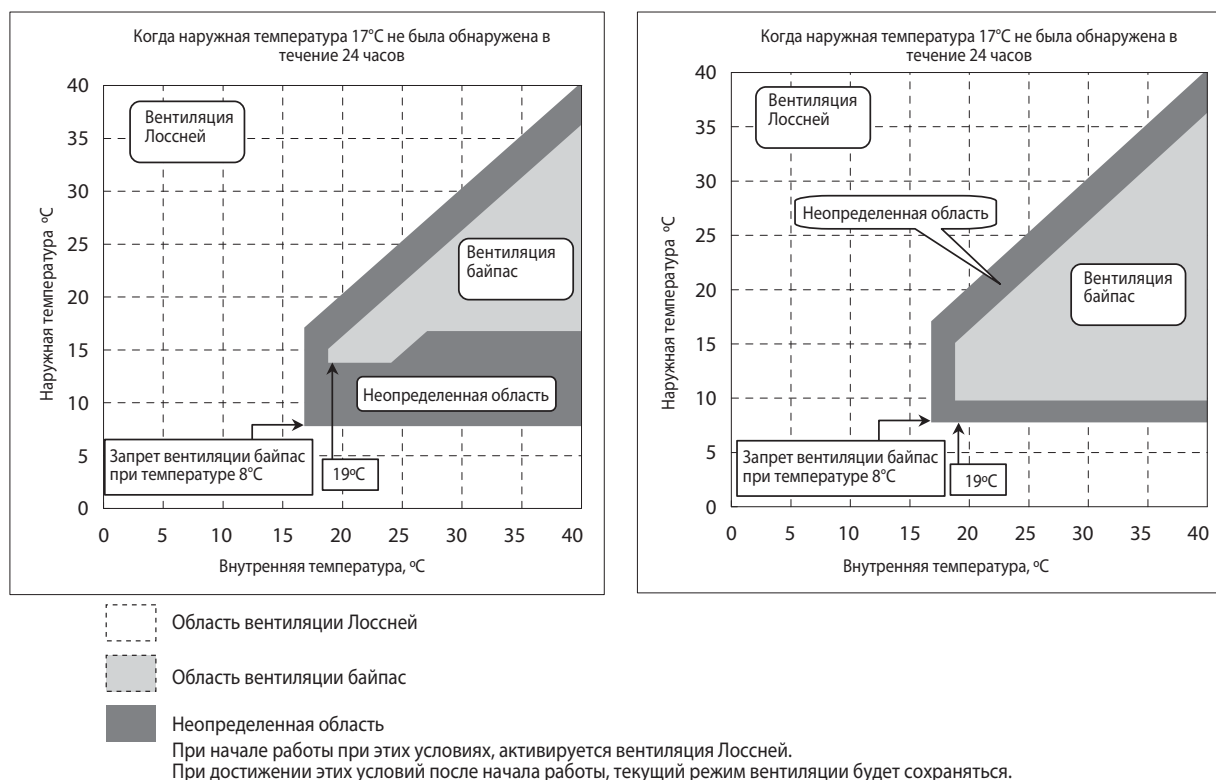 Когда наружная температура 17°C не была обнаружена в
течение 24 часов
40
35
30
25
20
15
10
5
0
Наружная температура ºC
Вентиляция
Лоссней
Вентиляция
байпас
Неопределенная область
Запрет вентиляции байпас
при температуре 8°C
19ºC
0 5 10 15 20 25 30 35 40
Внутренняя температура, ºC
Когда наружная температура 17°C не была обнаружена в
течение 24 часов
40
35
30
25
20
15
10
5
0
Наружная температура ºC
Вентиляция
Лоссней
Неопределенная область
Вентиляция
байпас
Запрет вентиляции байпас
при температуре 8°C
19ºC
0 5 10 15 20 25 30 35 40
Внутренняя температура, ºC
Область вентиляции Лоссней
Область вентиляции байпас
Неопределенная область
При начале работы при этих условиях, активируется вентиляция Лоссней.
При достижении этих условий после начала работы, текущий режим вентиляции будет сохраняться.